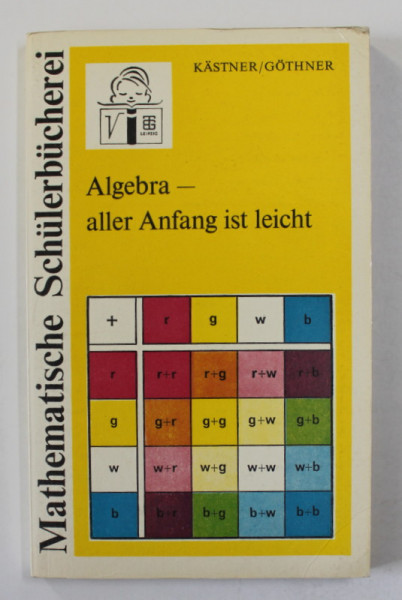 Mathematische Schülerbücherei
KÄSTNER/GÖTHNER
LEIPZIG
Algebra –
aller Anfang ist leicht
+ r g w b
r r+r r+g r+w r+b
g g+r g+g g+w g+b
w w+r w+g w+w w+b
b b+r b+g b+w b+b